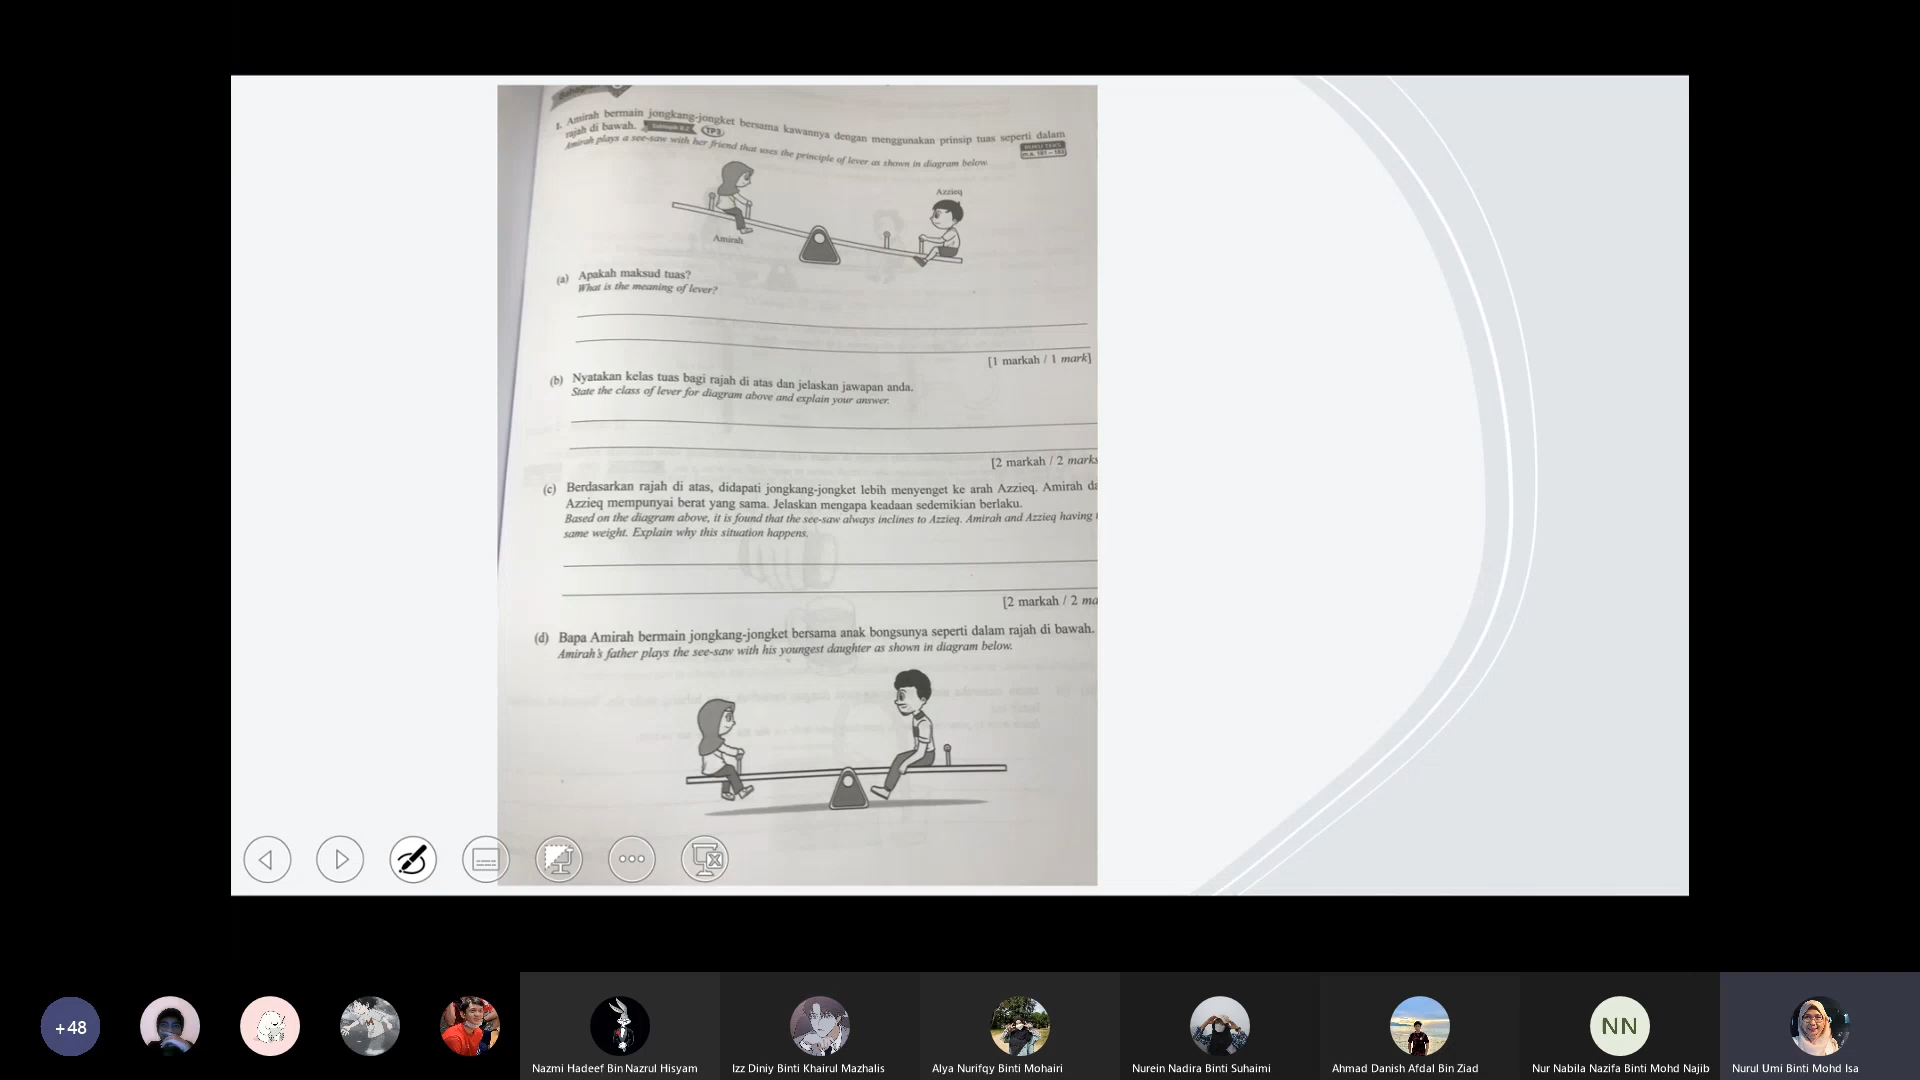 1. Amirah bermain jongkang-jongket bersama kawannya dengan menggunakan prinsip tuas seperti dalam
rajah di bawah. TP3
Amirah plays a see-saw with her friend that uses the principle of lever as shown in diagram below.
BUKU TEKS
Azzieq
Amirah
(a) Apakah maksud tuas?
What is the meaning of lever?
[1 markah / 1 mark]
(b) Nyatakan kelas tuas bagi rajah di atas dan jelaskan jawapan anda.
State the class of lever for diagram above and explain your answer.
[2 markah / 2 marks
(c) Berdasarkan rajah di atas, didapati jongkang-jongket lebih menyenget ke arah Azzieq. Amirah da
Azzieq mempunyai berat yang sama. Jelaskan mengapa keadaan sedemikian berlaku.
Based on the diagram above, it is found that the see-saw always inclines to Azzieq. Amirah and Azzieq having
same weight. Explain why this situation happens.
[2 markah / 2 ma
(d) Bapa Amirah bermain jongkang-jongket bersama anak bongsunya seperti dalam rajah di bawah.
Amirah's father plays the see-saw with his youngest daughter as shown in diagram below.
+48
Nazmi Hadeef Bin Nazrul Hisyam
Izz Diniy Binti Khairul Mazhalis
Alya Nurifqy Binti Mohairi
Nurein Nadira Binti Suhaimi
Ahmad Danish Afdal Bin Ziad
NN
Nur Nabila Nazifa Binti Mohd Najib
Nurul Umi Binti Mohd Isa